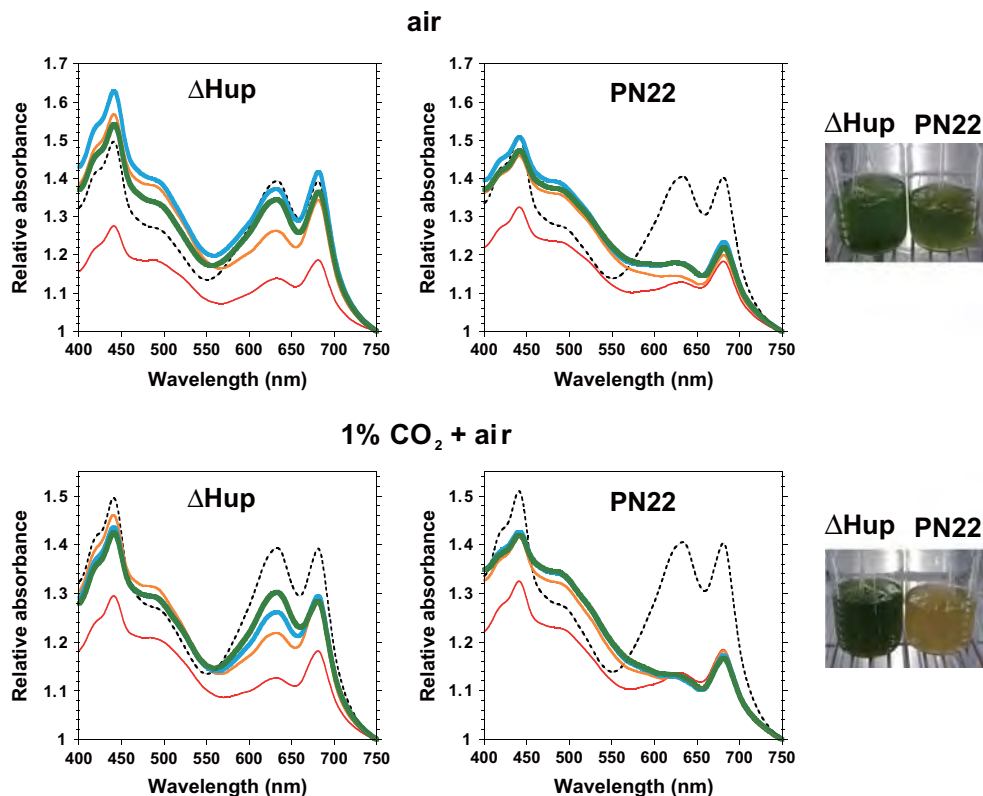 air
ΔHup
PN22
ΔHup PN22
1.7
1.6
1.5
1.4
1.3
1.2
1.1
1
Relative absorbance
400 450 500 550 600 650 700 750
Wavelength (nm)
1.7
1.6
1.5
1.4
1.3
1.2
1.1
1
Relative absorbance
400 450 500 550 600 650 700 750
Wavelength (nm)
1% CO₂ + air
ΔHup
PN22
ΔHup PN22
1.5
1.4
1.3
1.2
1.1
1
Relative absorbance
400 450 500 550 600 650 700 750
Wavelength (nm)
1.5
1.4
1.3
1.2
1.1
1
Relative absorbance
400 450 500 550 600 650 700 750
Wavelength (nm)